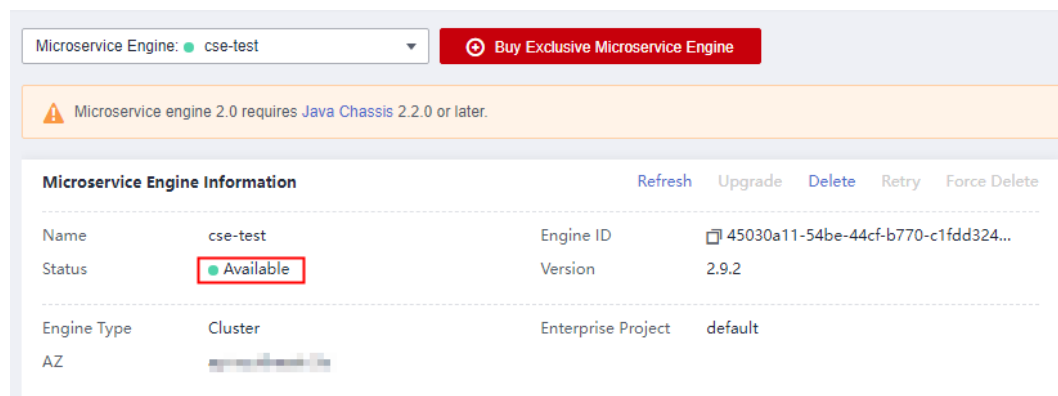 Microservice Engine: cse-test
Buy Exclusive Microservice Engine
Microservice engine 2.0 requires Java Chassis 2.2.0 or later.
Microservice Engine Information
Refresh Upgrade Delete Retry Force Delete
Name cse-test Engine ID 45030a11-54be-44cf-b770-c1fdd324...
Status Available Version 2.9.2
Engine Type Cluster Enterprise Project default
AZ